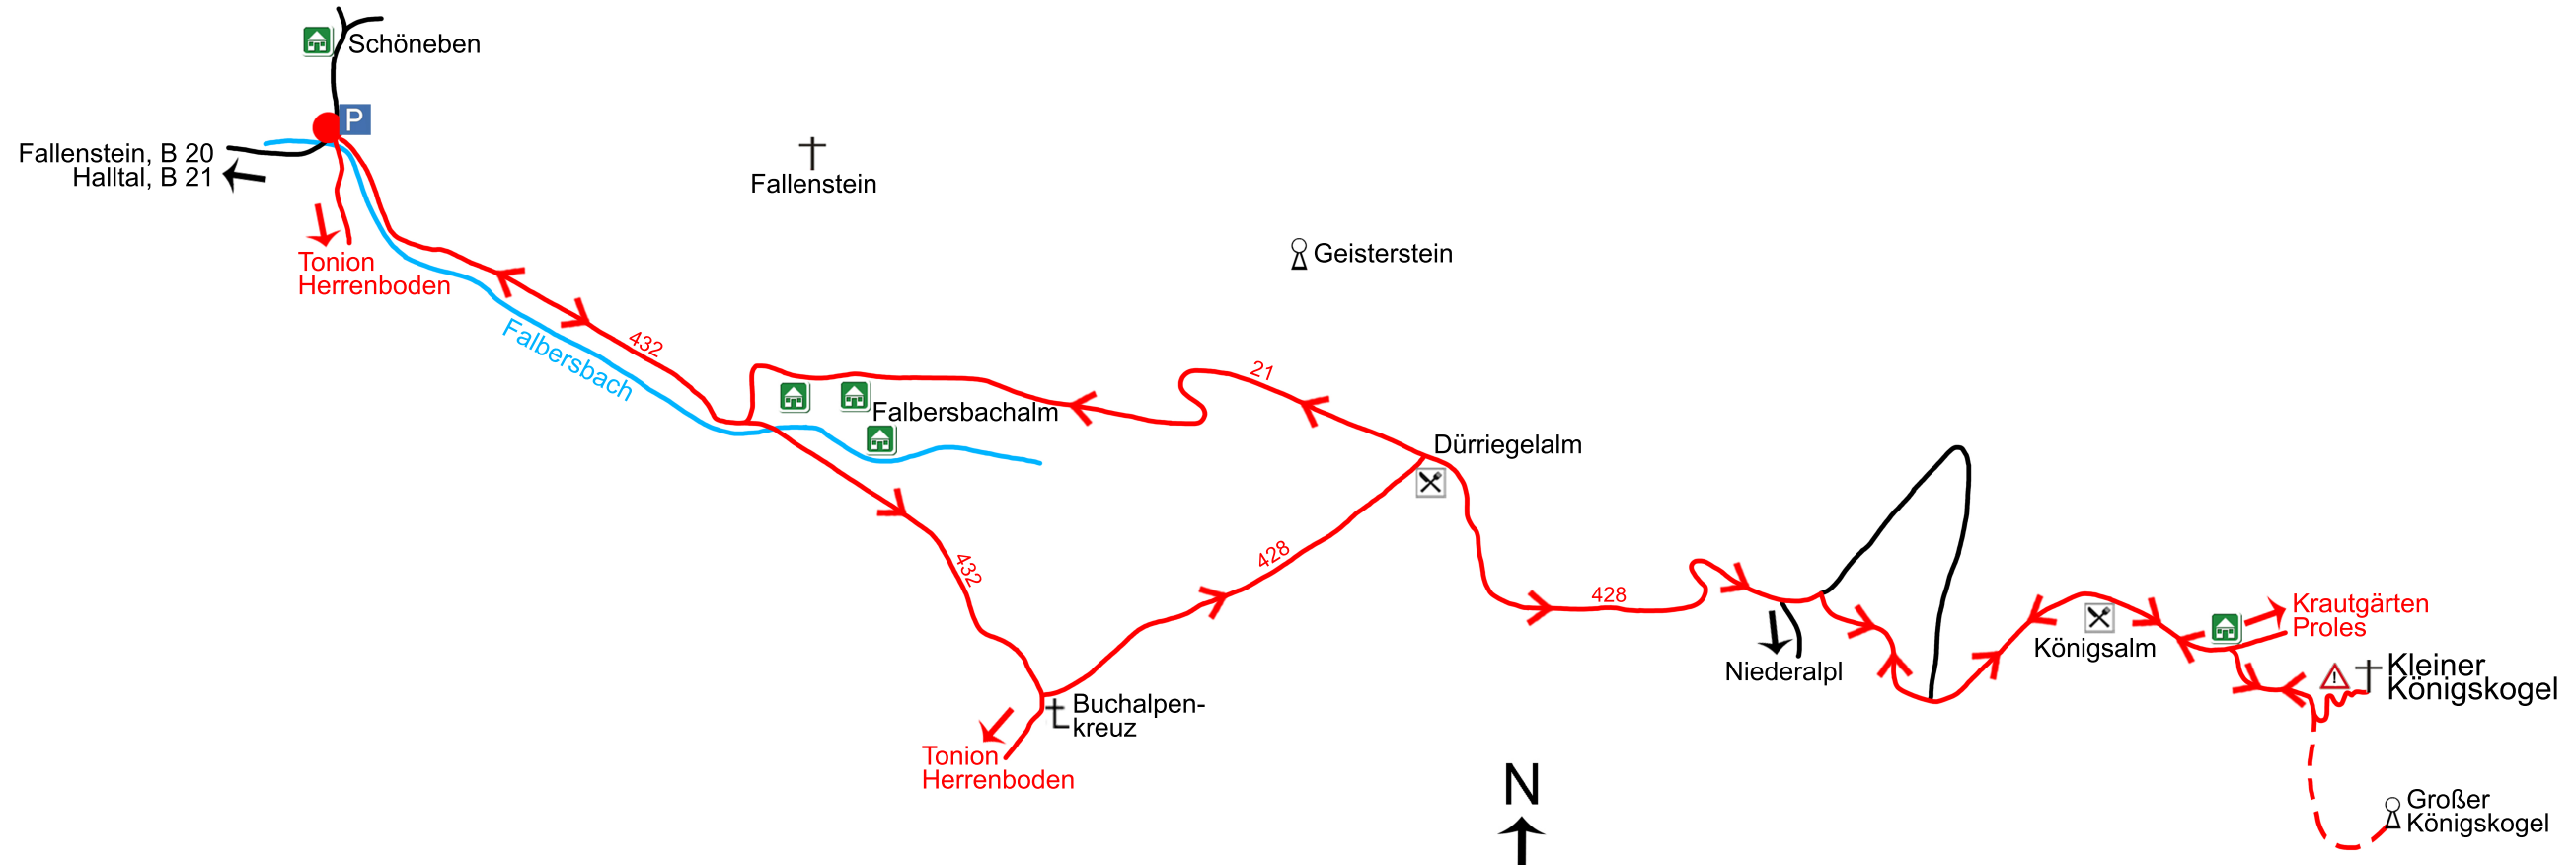 Schöneben
P
Fallenstein, B 20
Halltal, B 21
Fallenstein
Tonion
Herrenboden
Geisterstein
Falbersbach
432
21
Falbersbachalm
Dürriegelalm
432
428
428
Niederalpl
Königsalm
Krautgärten
Proles
Kleiner
Königskogel
Buchalpen-
kreuz
Tonion
Herrenboden
N
Großer
Königskogel